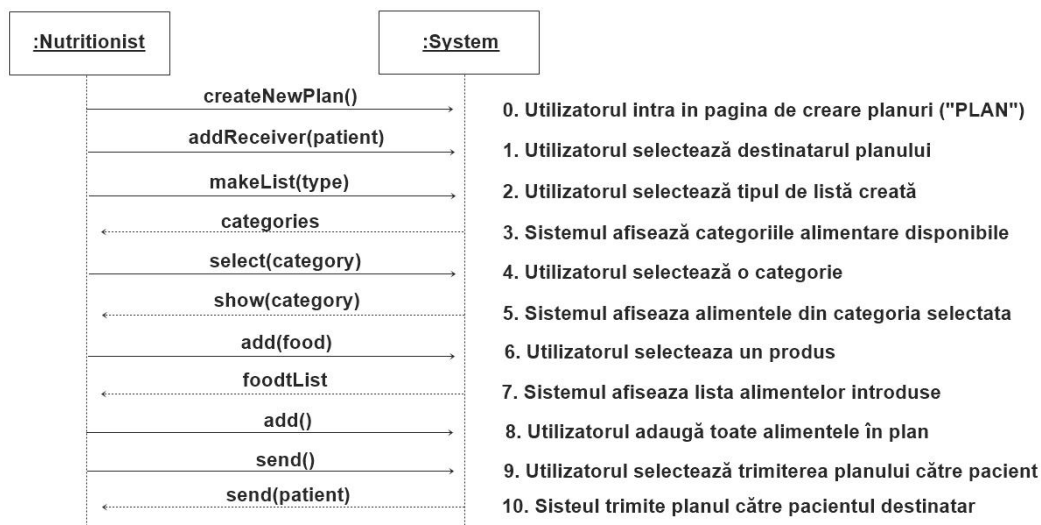 :Nutritionist
:System
createNewPlan()
0. Utilizatorul intra in pagina de creare planuri ("PLAN")
addReceiver(patient)
1. Utilizatorul selectează destinatarul planului
makeList(type)
2. Utilizatorul selectează tipul de listă creată
categories
3. Sistemul afisează categoriile alimentare disponibile
select(category)
4. Utilizatorul selectează o categorie
show(category)
5. Sistemul afiseaza alimentele din categoria selectata
add(food)
6. Utilizatorul selecteaza un produs
foodtList
7. Sistemul afiseaza lista alimentelor introduse
add()
8. Utilizatorul adaugă toate alimentele în plan
send()
9. Utilizatorul selectează trimiterea planului către pacient
send(patient)
10. Sisteul trimite planul către pacientul destinatar